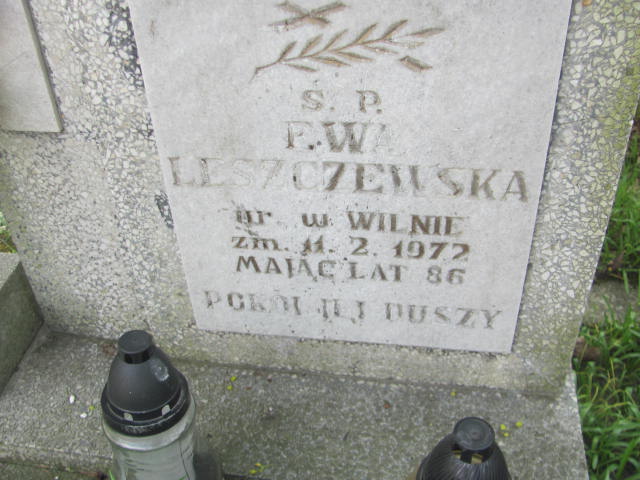 S. P.
EWA
LESZCZEWSKA
ur. w WILNIE
zm. 11. 2. 1972
MAJĄC LAT 86
POKÓJ JEJ DUSZY